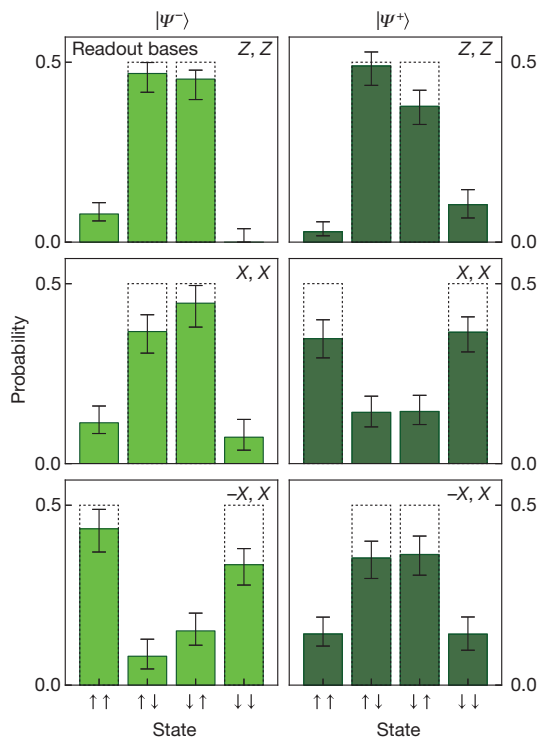 |Ψ⁻⟩ |Ψ⁺⟩
Readout bases Z, Z Z, Z
0.5 0.5
0.0 0.0
X, X X, X
0.5 0.5
0.0 0.0
–X, X –X, X
0.5 0.5
0.0 0.0
Probability
↑↑ ↑↓ ↓↑ ↓↓ ↑↑ ↑↓ ↓↑ ↓↓
State State